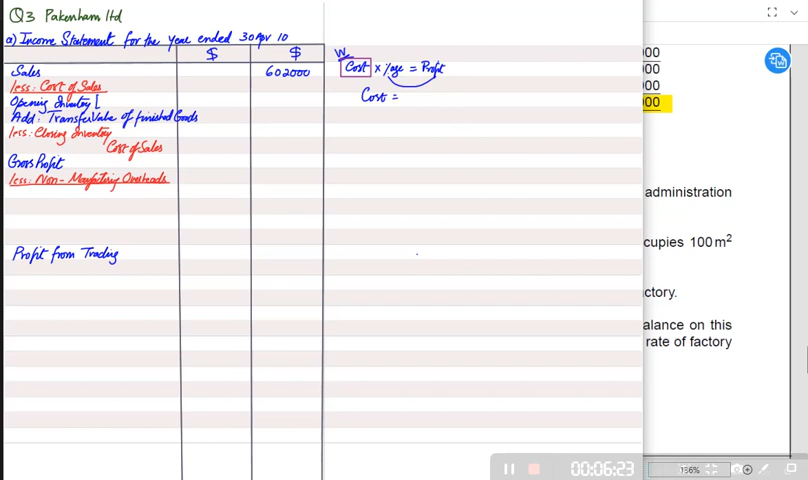 Q3 Pakenham ltd
a) Income Statement for the Year ended 30 Apr 10
$ $
Sales 602000
less: Cost of Sales
Opening Inventory [
Add: Transfer Value of finished Goods
less: Closing Inventory
Cost of Sales
Gross Profit
less: Non-Manfacturing Overheads
Profit from Trading
W
Cost × %age = Profit
Cost =
000
000
000
000
administration
cupies 100 m²
ctory.
alance on this
rate of factory
00:06:23
136%